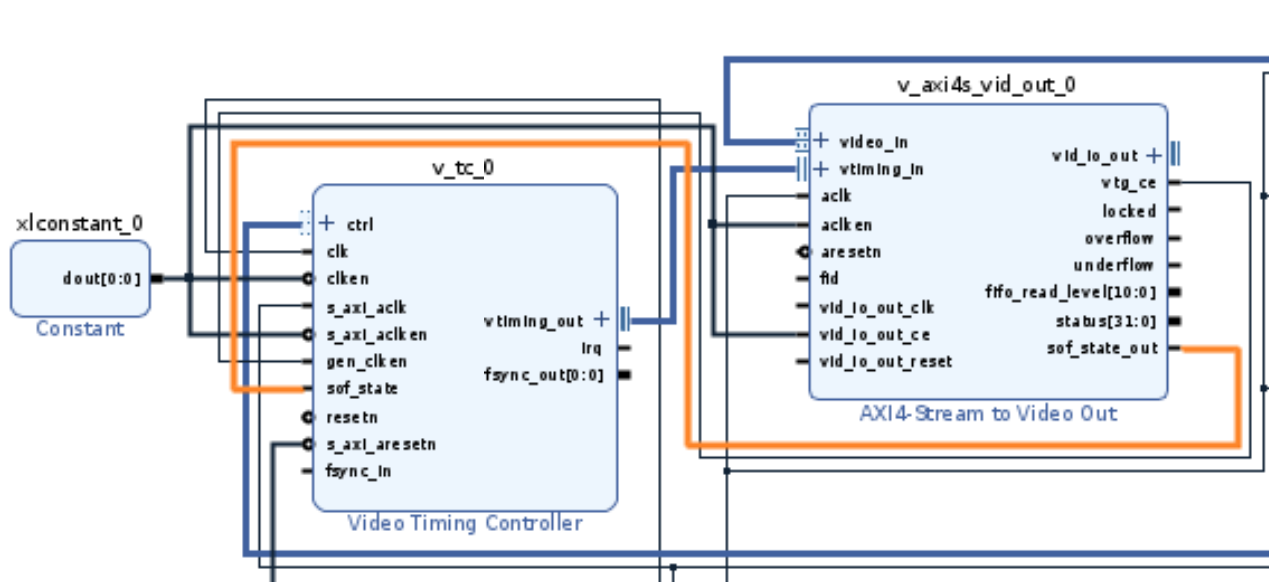 xlconstant_0
dout[0:0]
Constant
v_tc_0
ctrl
clk
clken
s_axi_aclk
s_axi_aclken
gen_clken
sof_state
resetn
s_axi_aresetn
fsync_in
vtiming_out
irq
fsync_out[0:0]
Video Timing Controller
v_axi4s_vid_out_0
video_in
vtiming_in
aclk
aclken
aresetn
fid
vid_io_out_clk
vid_io_out_ce
vid_io_out_reset
vid_io_out
vtg_ce
locked
overflow
underflow
fifo_read_level[10:0]
status[31:0]
sof_state_out
AXI4-Stream to Video Out